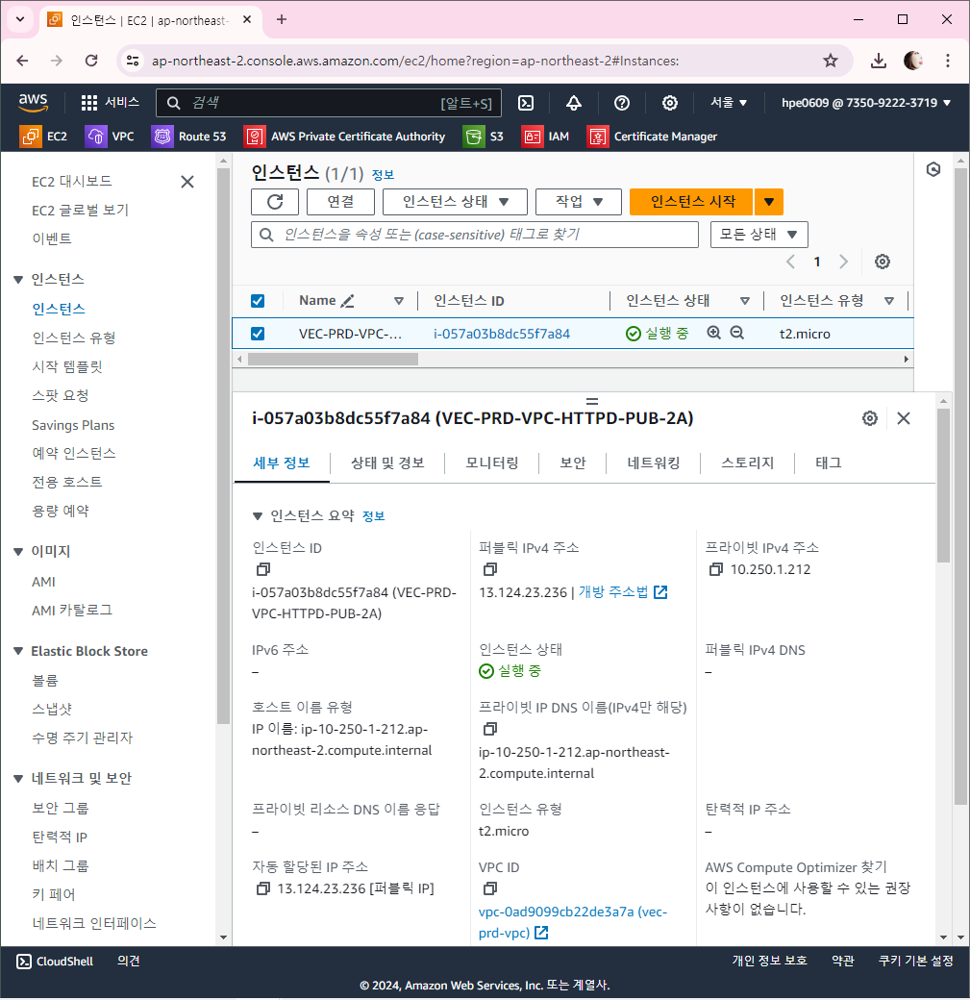 인스턴스 | EC2 | ap-northeast-
ap-northeast-2.console.aws.amazon.com/ec2/home?region=ap-northeast-2#Instances:
aws 서비스 검색 [알트+S] 서울 hpe0609 @ 7350-9222-3719
EC2 VPC Route 53 AWS Private Certificate Authority S3 IAM Certificate Manager
EC2 대시보드
EC2 글로벌 보기
이벤트
인스턴스
인스턴스
인스턴스 유형
시작 템플릿
스팟 요청
Savings Plans
예약 인스턴스
전용 호스트
용량 예약
이미지
AMI
AMI 카탈로그
Elastic Block Store
볼륨
스냅샷
수명 주기 관리자
네트워크 및 보안
보안 그룹
탄력적 IP
배치 그룹
키 페어
네트워크 인터페이스
인스턴스 (1/1) 정보
연결 인스턴스 상태 작업 인스턴스 시작
인스턴스을 속성 또는 (case-sensitive) 태그로 찾기 모든 상태
1
Name 인스턴스 ID 인스턴스 상태 인스턴스 유형
VEC-PRD-VPC-... i-057a03b8dc55f7a84 실행 중 t2.micro
i-057a03b8dc55f7a84 (VEC-PRD-VPC-HTTPD-PUB-2A)
세부 정보 상태 및 경보 모니터링 보안 네트워킹 스토리지 태그
인스턴스 요약 정보
인스턴스 ID
i-057a03b8dc55f7a84 (VEC-PRD-
VPC-HTTPD-PUB-2A)
퍼블릭 IPv4 주소
13.124.23.236 | 개방 주소법
프라이빗 IPv4 주소
10.250.1.212
IPv6 주소
–
인스턴스 상태
실행 중
퍼블릭 IPv4 DNS
–
호스트 이름 유형
IP 이름: ip-10-250-1-212.ap-
northeast-2.compute.internal
프라이빗 IP DNS 이름(IPv4만 해당)
ip-10-250-1-212.ap-northeast-
2.compute.internal
프라이빗 리소스 DNS 이름 응답
–
인스턴스 유형
t2.micro
탄력적 IP 주소
–
자동 할당된 IP 주소
13.124.23.236 [퍼블릭 IP]
VPC ID
vpc-0ad9099cb22de3a7a (vec-
prd-vpc)
AWS Compute Optimizer 찾기
이 인스턴스에 사용할 수 있는 권장
사항이 없습니다.
CloudShell 의견 개인 정보 보호 약관 쿠키 기본 설정
© 2024, Amazon Web Services, Inc. 또는 계열사.